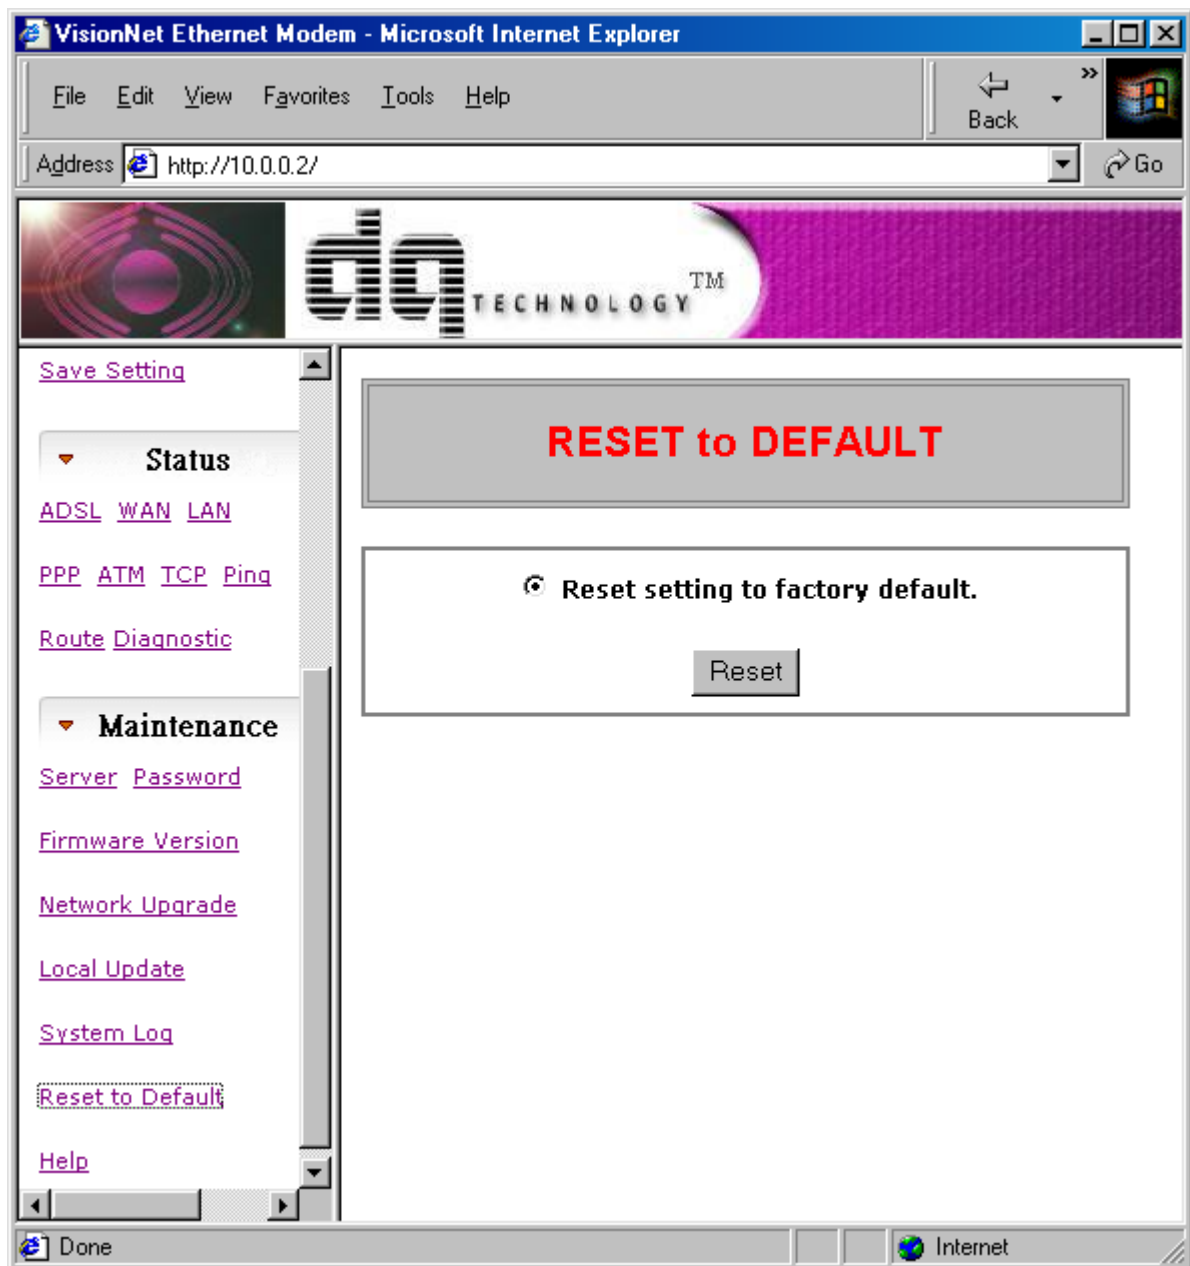 VisionNet Ethernet Modem - Microsoft Internet Explorer
File Edit View Favorites Tools Help
» Back
Address http://10.0.0.2/ Go
dq TECHNOLOGY TM
Save Setting
Status
ADSL WAN LAN
PPP ATM TCP Ping
Route Diagnostic
Maintenance
Server Password
Firmware Version
Network Upgrade
Local Update
System Log
Reset to Default
Help
RESET to DEFAULT
Reset setting to factory default.
Reset
Done Internet